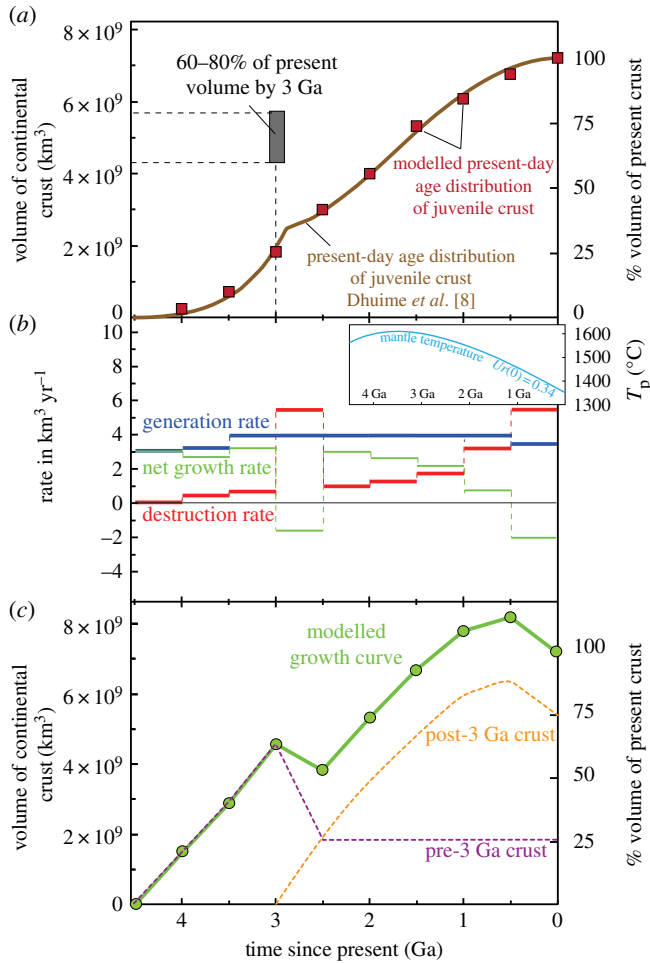 (a)
8 × 10⁹
6 × 10⁹
4 × 10⁹
2 × 10⁹
0
volume of continental
crust (km³)
60–80% of present
volume by 3 Ga
modelled present-day
age distribution
of juvenile crust
present-day age distribution
of juvenile crust
Dhuime et al. [8]
100
75
50
25
0
% volume of present crust
(b)
10
8
6
4
2
0
−2
−4
rate in km³ yr⁻¹
generation rate
net growth rate
destruction rate
mantle temperature
Ur(0) = 0.34
4 Ga
3 Ga
2 Ga
1 Ga
1600
1500
1400
1300
Tp (°C)
(c)
8 × 10⁹
6 × 10⁹
4 × 10⁹
2 × 10⁹
0
volume of continental
crust (km³)
modelled
growth curve
post-3 Ga crust
pre-3 Ga crust
100
75
50
25
0
% volume of present crust
4
3
2
1
0
time since present (Ga)